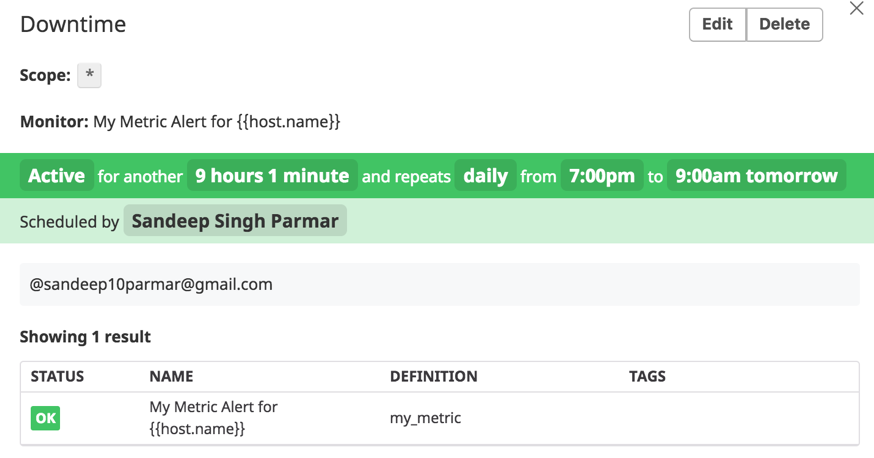 Downtime
Edit
Delete
Scope: *
Monitor: My Metric Alert for {{host.name}}
Active for another 9 hours 1 minute and repeats daily from 7:00pm to 9:00am tomorrow
Scheduled by Sandeep Singh Parmar
@sandeep10parmar@gmail.com
Showing 1 result
STATUS NAME DEFINITION TAGS
OK My Metric Alert for my_metric
{{host.name}}